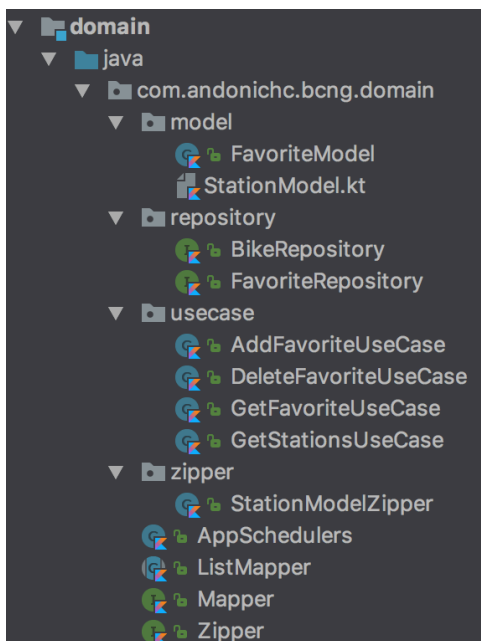 domain
java
com.andonichc.bcng.domain
model
FavoriteModel
StationModel.kt
repository
BikeRepository
FavoriteRepository
usecase
AddFavoriteUseCase
DeleteFavoriteUseCase
GetFavoriteUseCase
GetStationsUseCase
zipper
StationModelZipper
AppSchedulers
ListMapper
Mapper
Zipper